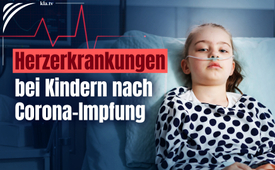 kla.tv
Herzerkrankungen
bei Kindern nach
Corona-Impfung